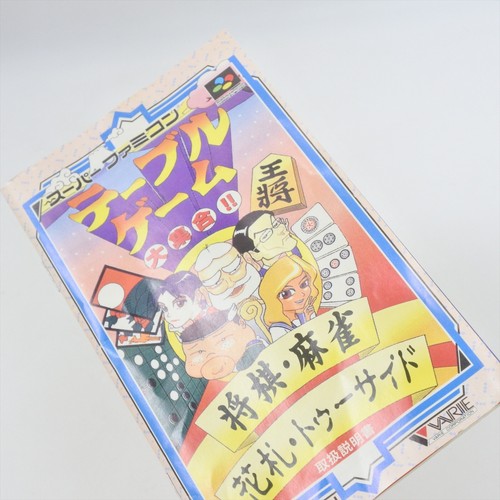 スーパーファミコン
テーブル
ゲーム
大集合!!
王将
将棋・麻雀
花札・トゥーサイド
取扱説明書
VARIE